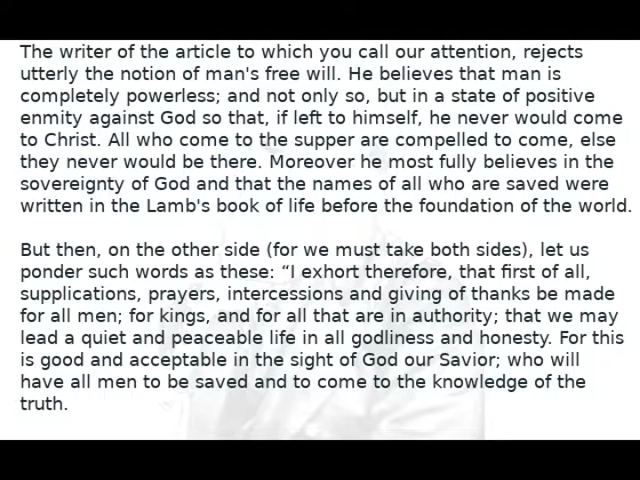 The writer of the article to which you call our attention, rejects
utterly the notion of man's free will. He believes that man is
completely powerless; and not only so, but in a state of positive
enmity against God so that, if left to himself, he never would come
to Christ. All who come to the supper are compelled to come, else
they never would be there. Moreover he most fully believes in the
sovereignty of God and that the names of all who are saved were
written in the Lamb's book of life before the foundation of the world.
But then, on the other side (for we must take both sides), let us
ponder such words as these: “I exhort therefore, that first of all,
supplications, prayers, intercessions and giving of thanks be made
for all men; for kings, and for all that are in authority; that we may
lead a quiet and peaceable life in all godliness and honesty. For this
is good and acceptable in the sight of God our Savior; who will
have all men to be saved and to come to the knowledge of the
truth.